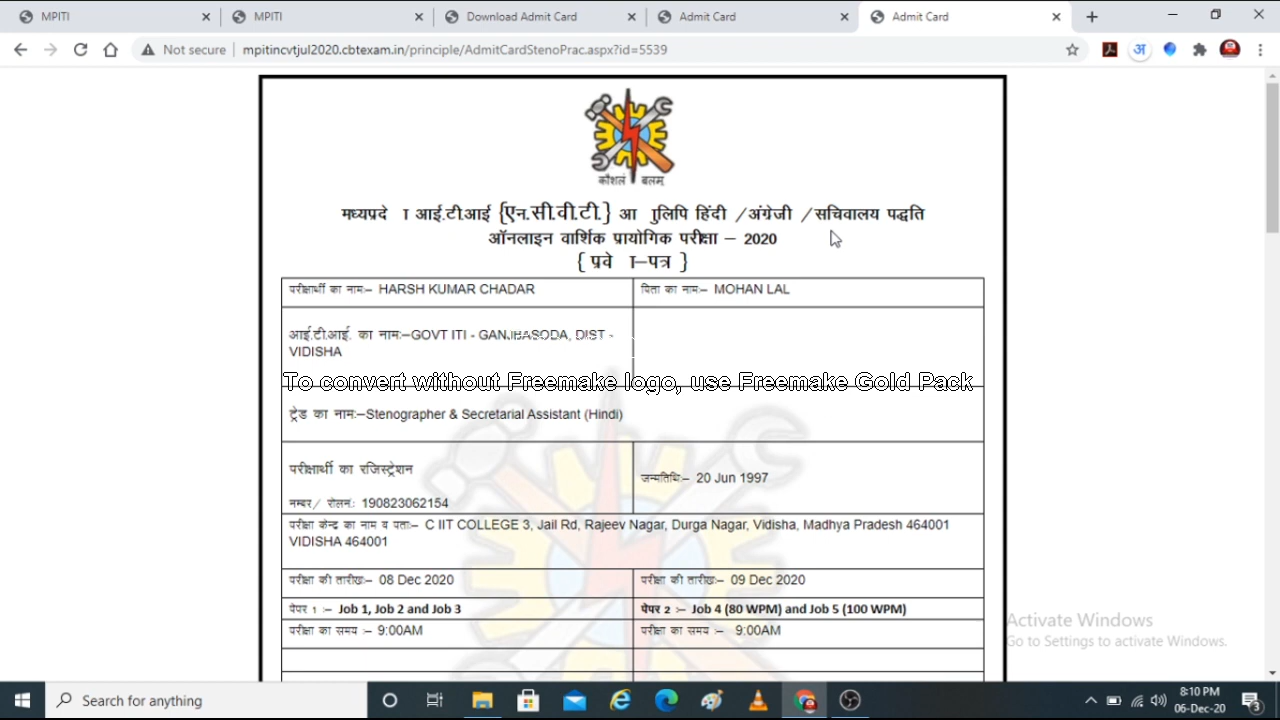 MPITI
MPITI
Download Admit Card
Admit Card
Admit Card
Not secure
mpitincvtjul2020.cbtexam.in/principle/AdmitCardStenoPrac.aspx?id=5539
अ
कौशलं बलम्
मध्यप्रदे ा आई.टी.आई {एन.सी.वी.टी.} आ ाुलिपि हिंदी /अंग्रेजी /सचिवालय पद्धति
ऑनलाइन वार्शिक प्रायोगिक परीक्षा – 2020
{ प्रवे ा–पत्र }
परीक्षार्थी का नाम:– HARSH KUMAR CHADAR
पिता का नाम:– MOHAN LAL
आई.टी.आई. का नाम:–GOVT ITI - GANJBASODA, DIST -
VIDISHA
To convert without Freemake logo, use Freemake Gold Pack
ट्रेड का नाम:–Stenographer & Secretarial Assistant (Hindi)
परीक्षार्थी का रजिस्ट्रेशन
नम्बर/ रोलनं.: 190823062154
जन्मतिथि:– 20 Jun 1997
परीक्षा केन्द्र का नाम व पता:– C IIT COLLEGE 3, Jail Rd, Rajeev Nagar, Durga Nagar, Vidisha, Madhya Pradesh 464001
VIDISHA 464001
परीक्षा की तारीख:– 08 Dec 2020
परीक्षा की तारीख:– 09 Dec 2020
पेपर 1 :– Job 1, Job 2 and Job 3
पेपर 2 :– Job 4 (80 WPM) and Job 5 (100 WPM)
परीक्षा का समय :– 9:00AM
परीक्षा का समय :– 9:00AM
Activate Windows
Go to Settings to activate Windows.
Search for anything
8:10 PM
06-Dec-20
3